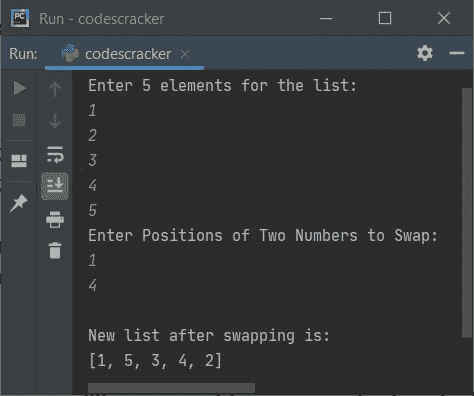 PC
Run - codescracker
Run:
codescracker
Enter 5 elements for the list:
1
2
3
4
5
Enter Positions of Two Numbers to Swap:
1
4
New list after swapping is:
[1, 5, 3, 4, 2]